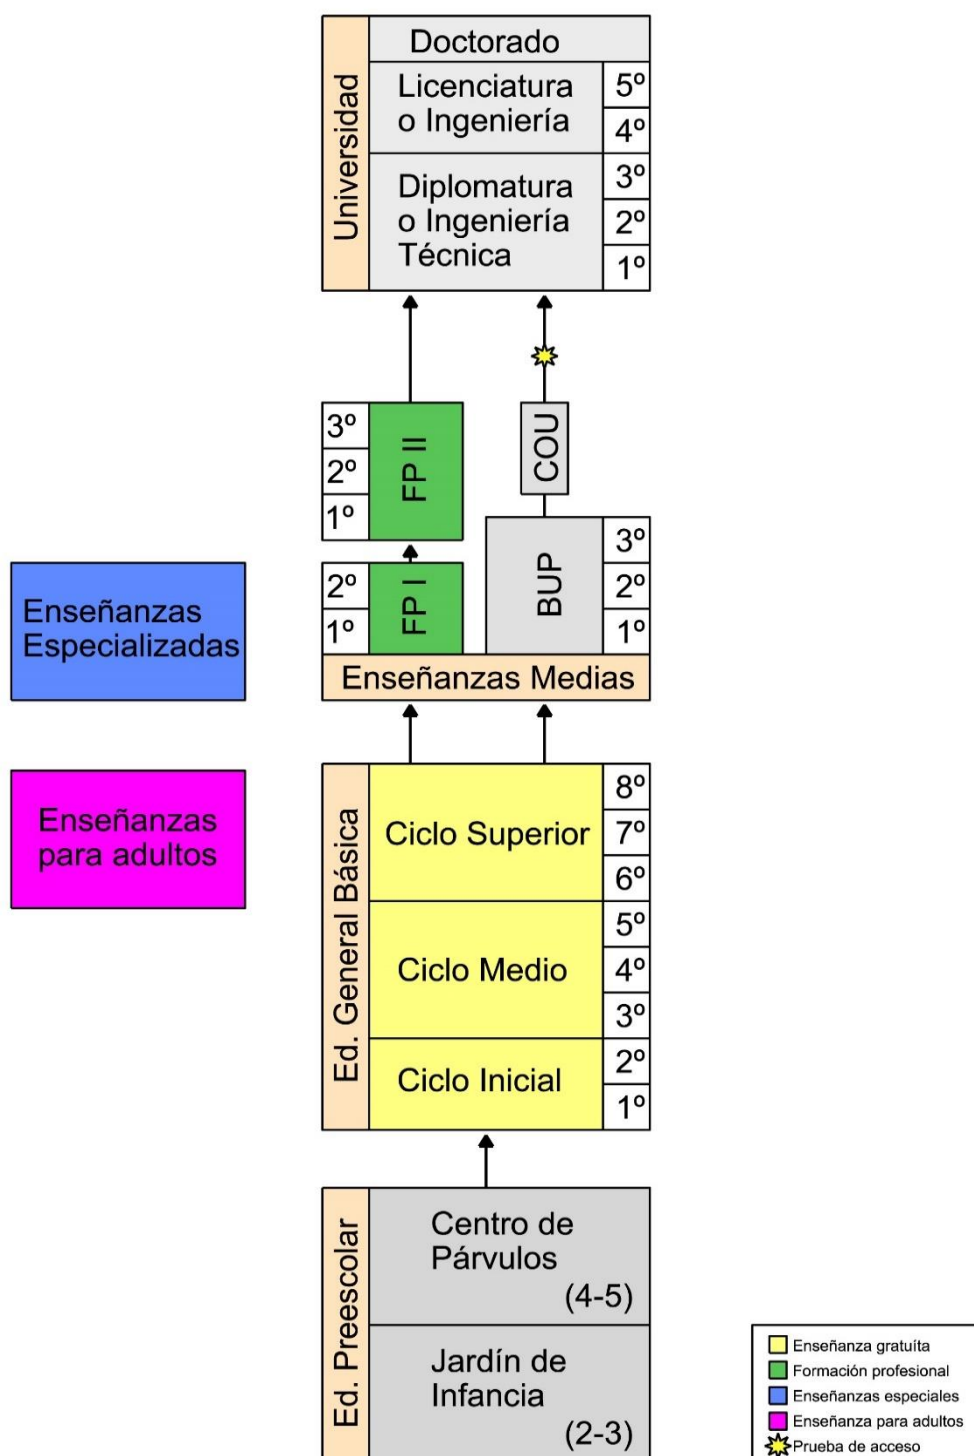 Universidad
Doctorado
Licenciatura
o Ingeniería
5º
4º
Diplomatura
o Ingeniería
Técnica
3º
2º
1º
3º
2º
1º
FP II
COU
2º
1º
FP I
BUP
3º
2º
1º
Enseñanzas Medias
Enseñanzas
Especializadas
Enseñanzas
para adultos
Ed. General Básica
Ciclo Superior
8º
7º
6º
Ciclo Medio
5º
4º
3º
Ciclo Inicial
2º
1º
Ed. Preescolar
Centro de
Párvulos
(4-5)
Jardín de
Infancia
(2-3)
Enseñanza gratuíta
Formación profesional
Enseñanzas especiales
Enseñanza para adultos
Prueba de acceso